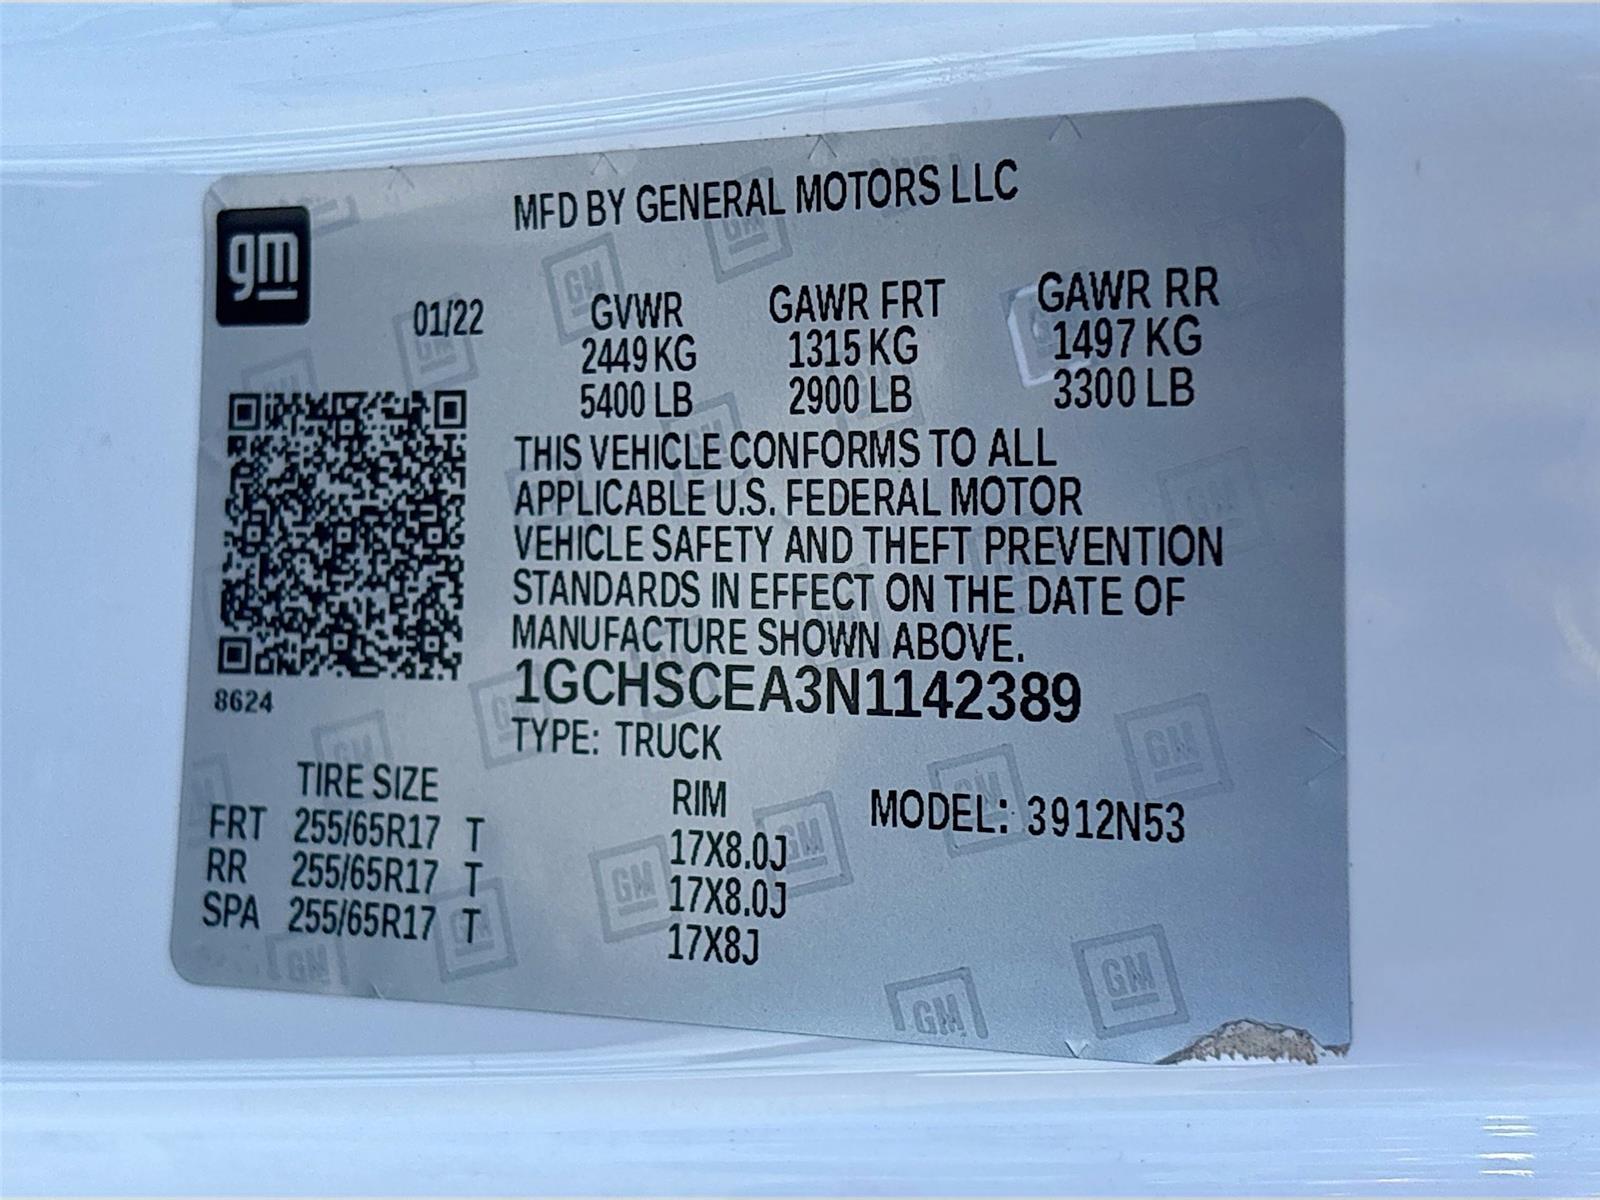 MFD BY GENERAL MOTORS LLC
gm
01/22 GVWR GAWR FRT GAWR RR
2449 KG 1315 KG 1497 KG
5400 LB 2900 LB 3300 LB
THIS VEHICLE CONFORMS TO ALL
APPLICABLE U.S. FEDERAL MOTOR
VEHICLE SAFETY AND THEFT PREVENTION
STANDARDS IN EFFECT ON THE DATE OF
MANUFACTURE SHOWN ABOVE.
1GCHSCEA3N1142389
8624
TYPE: TRUCK
TIRE SIZE RIM MODEL: 3912N53
FRT 255/65R17 T 17X8.0J
RR 255/65R17 T 17X8.0J
SPA 255/65R17 T 17X8J